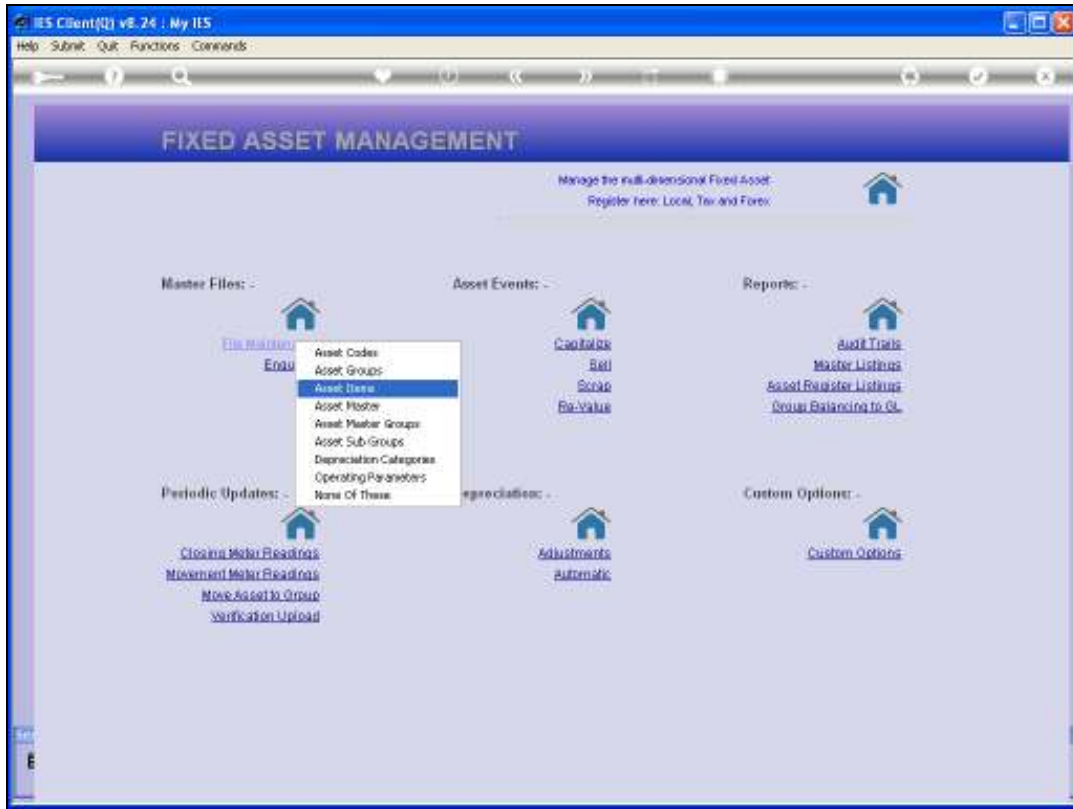 IES Client(Q) v8.24 : My IES
Help Submit Quit Functions Commands
FIXED ASSET MANAGEMENT
Manage the multi-dimensional Fixed Asset
Register here: Local, Tax and Forex
Master Files: -
Asset Events: -
Reports: -
File Mainten
Enqu
Asset Codes
Asset Groups
Asset Items
Asset Master
Asset Master Groups
Asset Sub Groups
Depreciation Categories
Operating Parameters
None Of These
Capitalize
Sell
Scrap
Re-Value
Audit Trails
Master Listings
Asset Register Listings
Group Balancing to GL
Periodic Updates: -
epreciation: -
Custom Options: -
Closing Meter Readings
Movement Meter Readings
Move Asset to Group
Verification Upload
Adjustments
Automatic
Custom Options